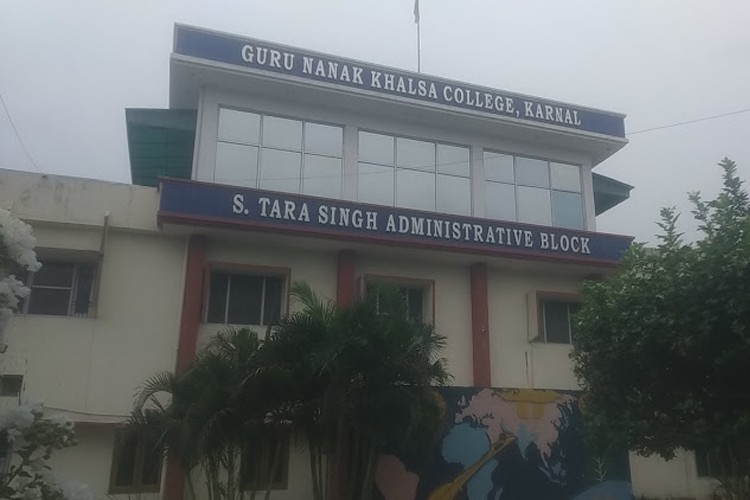 GURU NANAK KHALSA COLLEGE, KARNAL
S. TARA SINGH ADMINISTRATIVE BLOCK